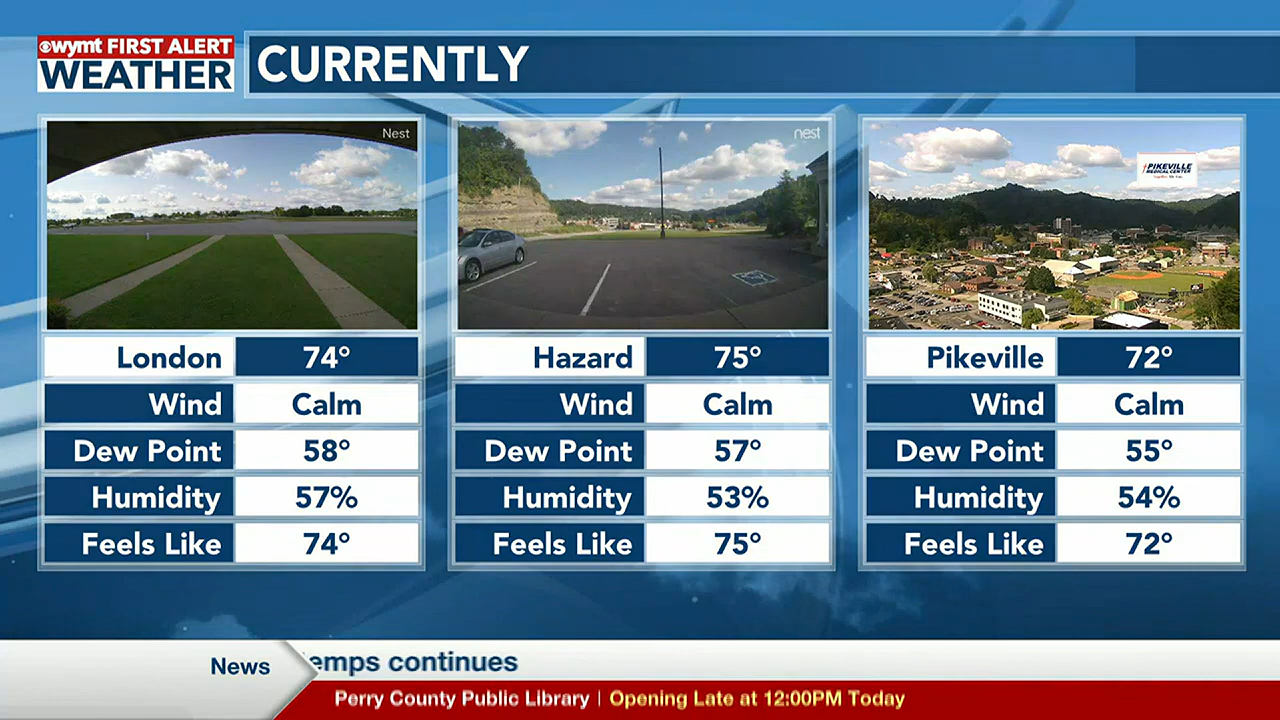 wymt FIRST ALERT
WEATHER
CURRENTLY
Nest
London 74°
Wind Calm
Dew Point 58°
Humidity 57%
Feels Like 74°
nest
Hazard 75°
Wind Calm
Dew Point 57°
Humidity 53%
Feels Like 75°
PIKEVILLE
MEDICAL CENTER
Pikeville 72°
Wind Calm
Dew Point 55°
Humidity 54%
Feels Like 72°
News emps continues
Perry County Public Library | Opening Late at 12:00PM Today